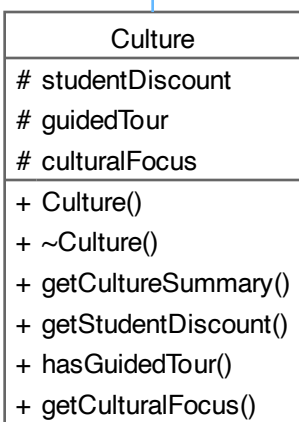 Culture
# studentDiscount
# guidedTour
# culturalFocus
+ Culture()
+ ~Culture()
+ getCultureSummary()
+ getStudentDiscount()
+ hasGuidedTour()
+ getCulturalFocus()